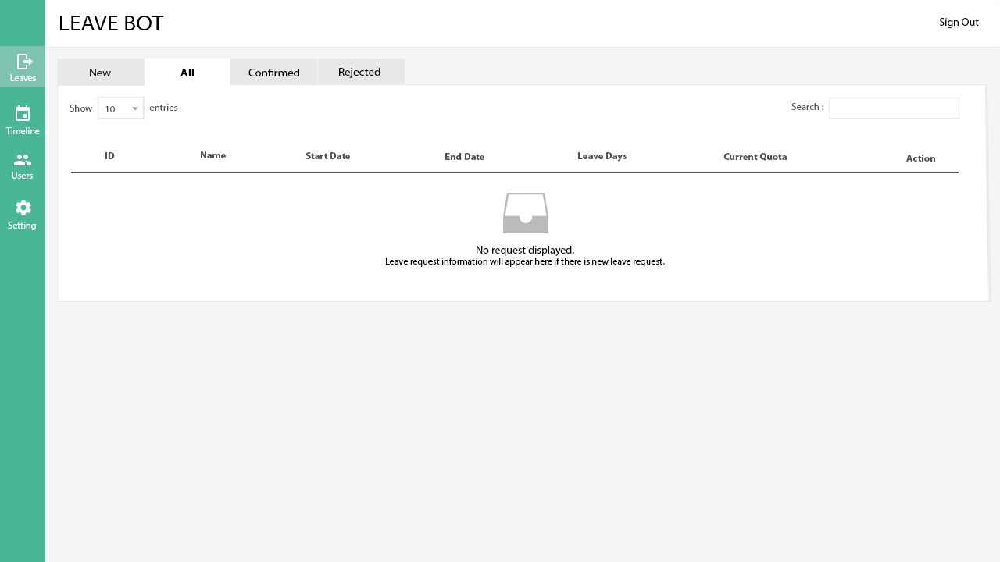 LEAVE BOT
Sign Out
Leaves
Timeline
Users
Setting
New All Confirmed Rejected
Show 10 entries Search :
ID Name Start Date End Date Leave Days Current Quota Action
No request displayed.
Leave request information will appear here if there is new leave request.